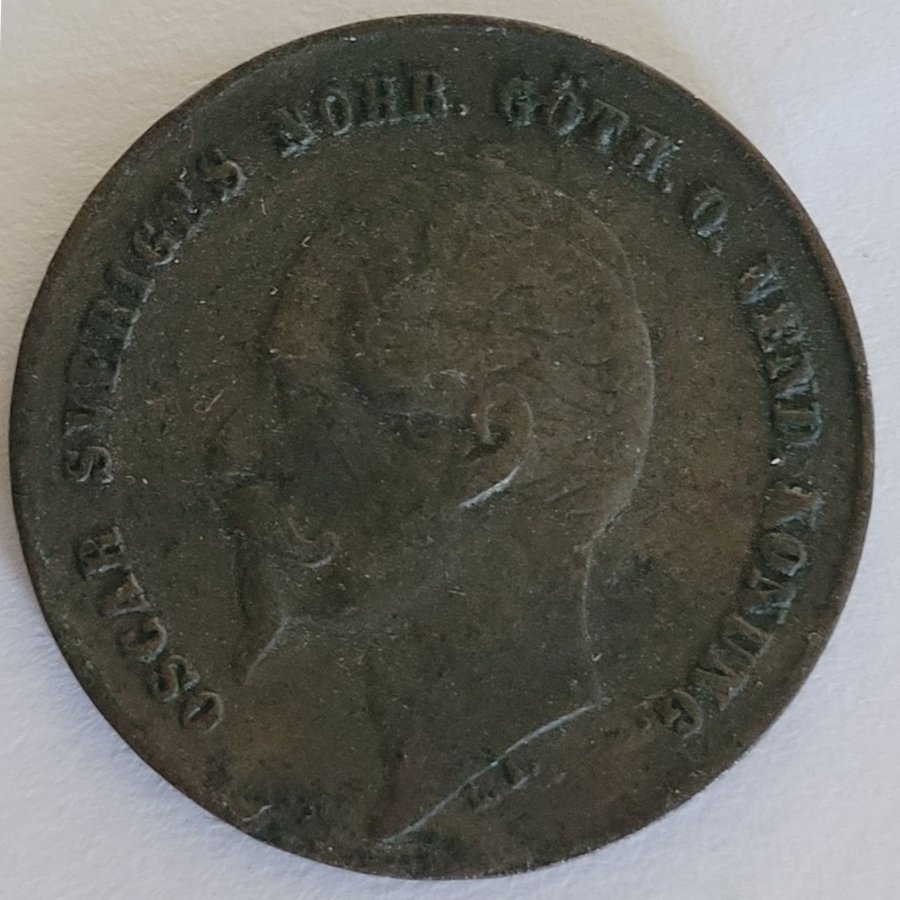 OSCAR SVERIGES NORR. GÖTH. O. VEND. KONUNG.
L. A.